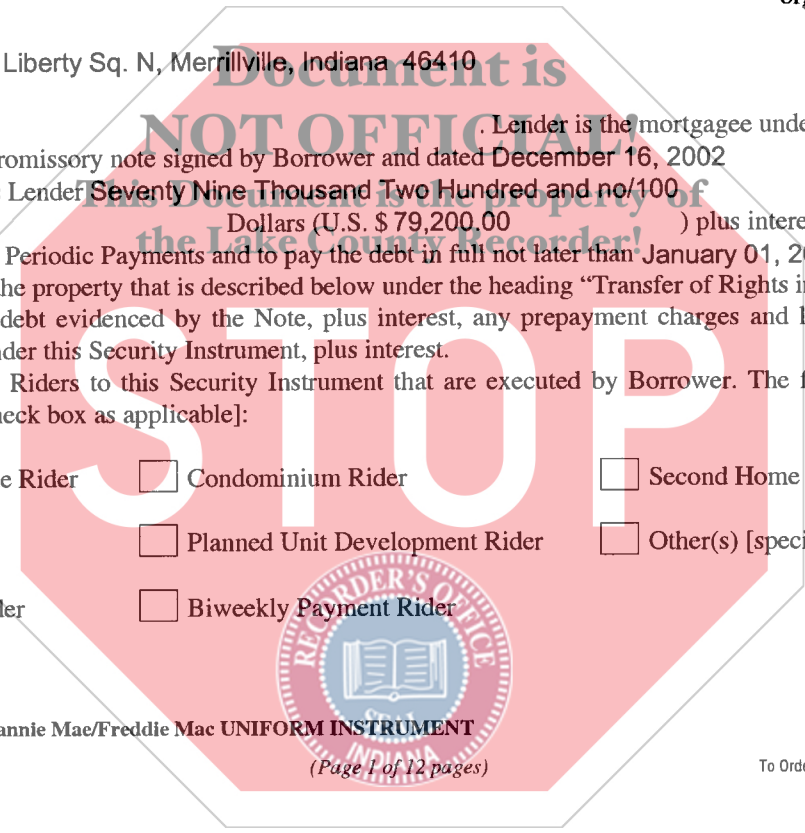 Liberty Sq. N, Merrillville, Indiana 46410
Document is
NOT OFFICIAL!
. Lender is the mortgagee unde
romissory note signed by Borrower and dated December 16, 2002
Lender Seventy Nine Thousand Two Hundred and no/100
This Document is the property of
Dollars (U.S. $ 79,200.00 ) plus intere
the Lake County Recorder!
Periodic Payments and to pay the debt in full not later than January 01, 2
he property that is described below under the heading “Transfer of Rights i
debt evidenced by the Note, plus interest, any prepayment charges and
der this Security Instrument, plus interest.
Riders to this Security Instrument that are executed by Borrower. The f
neck box as applicable]:
STOP
e Rider Condominium Rider Second Home
Planned Unit Development Rider Other(s) [speci
der Biweekly Payment Rider
RECORDER'S OFFICE
SEAL
INDIANA
annie Mae/Freddie Mac UNIFORM INSTRUMENT
(Page 1 of 12 pages)
To Orde